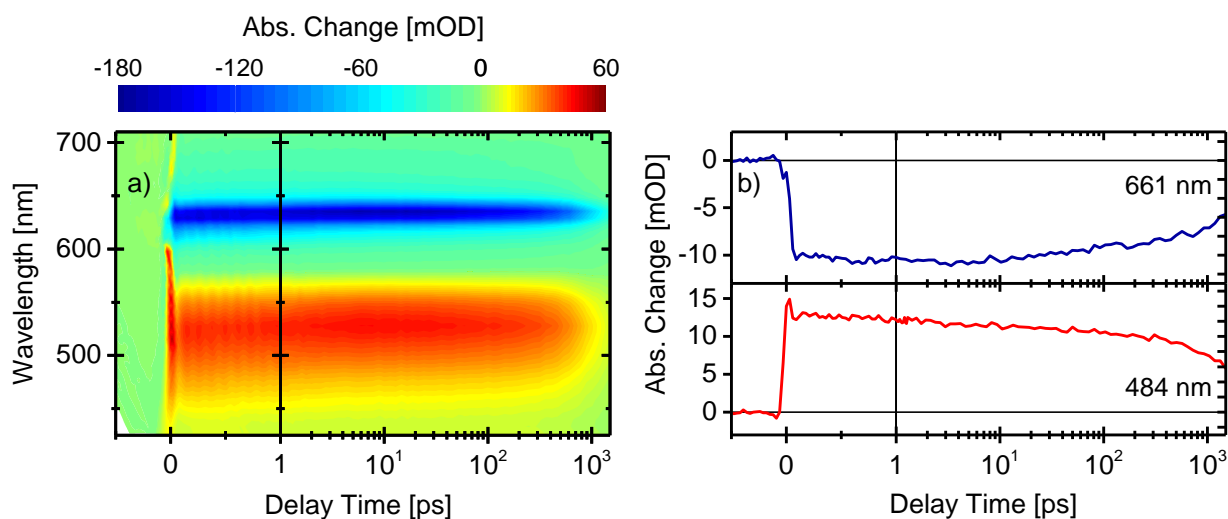 Abs. Change [mOD]
-180 -120 -60 0 60
a)
700
600
500
Wavelength [nm]
0 1 10¹ 10² 10³
Delay Time [ps]
b)
661 nm
0
-5
-10
484 nm
15
10
5
0
Abs. Change [mOD]
0 1 10¹ 10² 10³
Delay Time [ps]